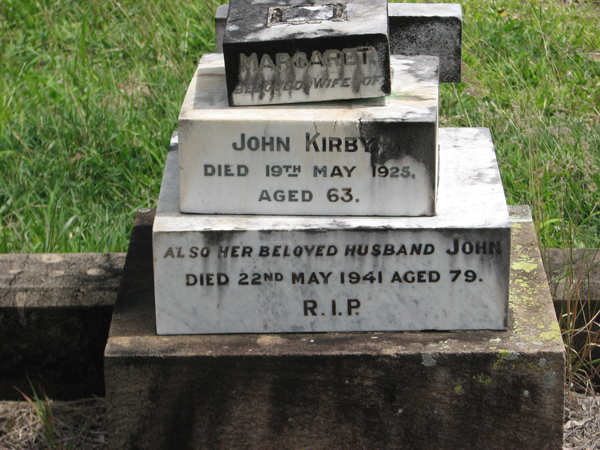 MARGARET.
BELOVED WIFE OF
JOHN KIRBY
DIED 19TH MAY 1925,
AGED 63.
ALSO HER BELOVED HUSBAND JOHN
DIED 22ND MAY 1941 AGED 79.
R.I.P.